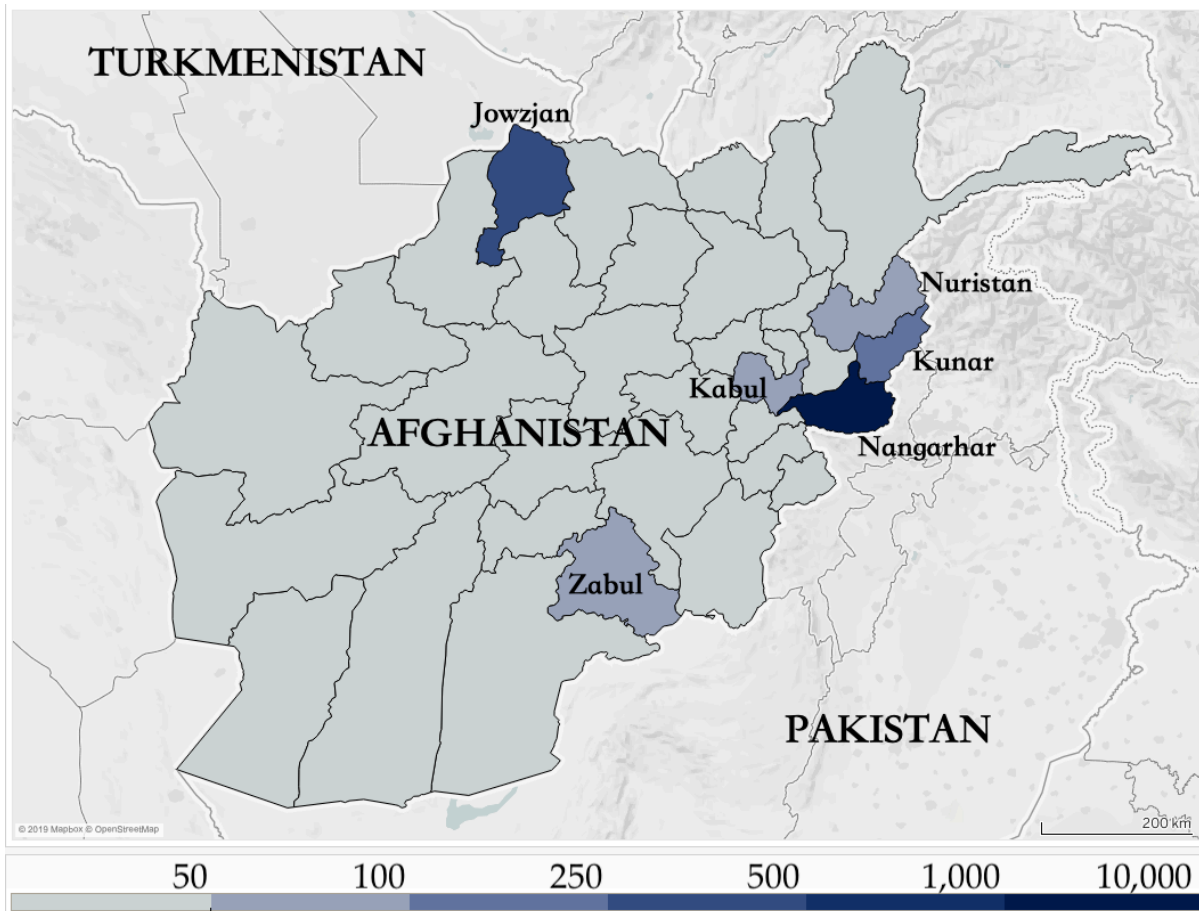 TURKMENISTAN
Jowzjan
Nuristan
Kunar
Kabul
AFGHANISTAN
Nangarhar
Zabul
PAKISTAN
© 2019 Mapbox © OpenStreetMap
200 km
50 100 250 500 1,000 10,000